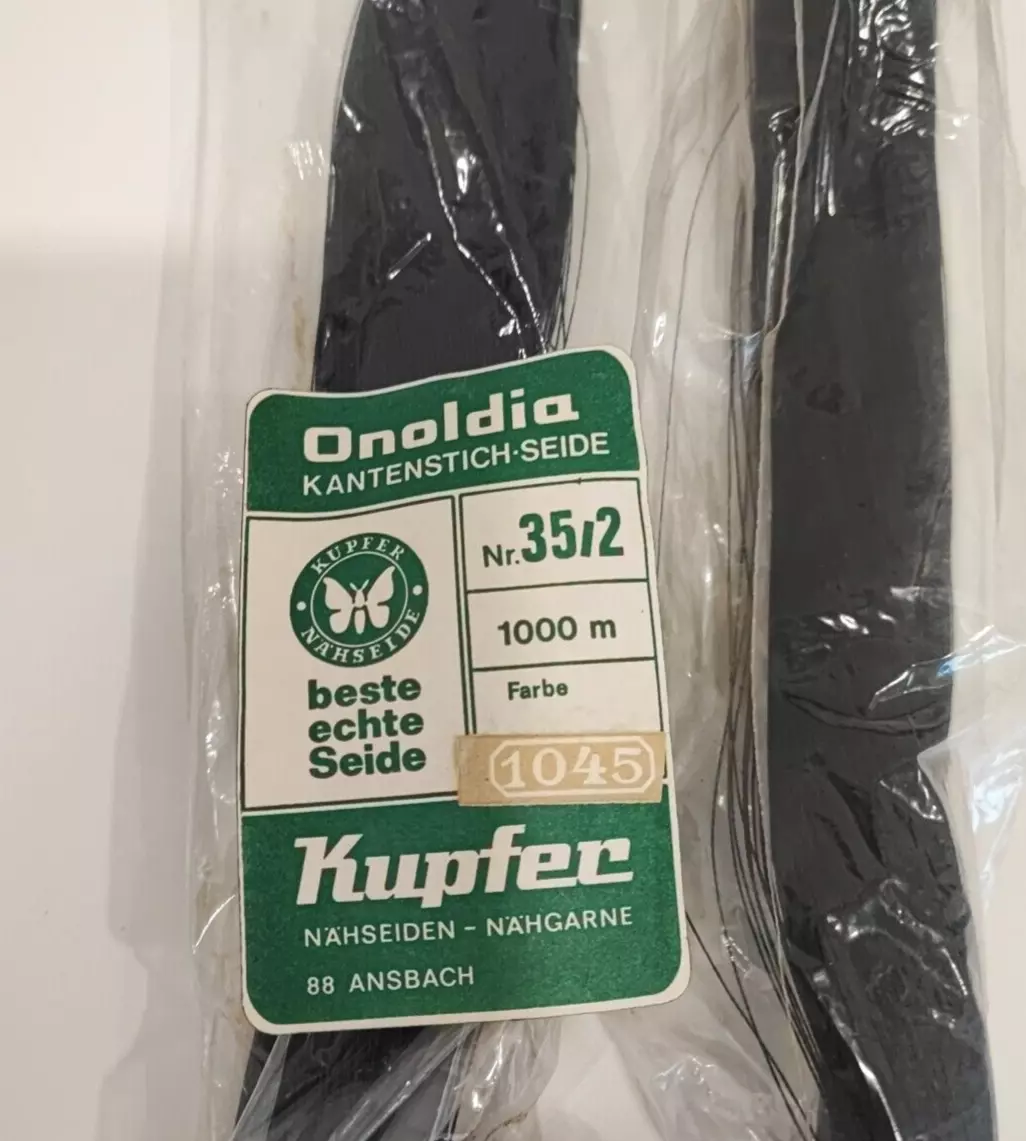 Onoldia
KANTENSTICH·SEIDE
KUPFER
NÄHSEIDE
beste
echte
Seide
Nr. 35/2
1000 m
Farbe
1045
Kupfer
NÄHSEIDEN – NÄHGARNE
88 ANSBACH